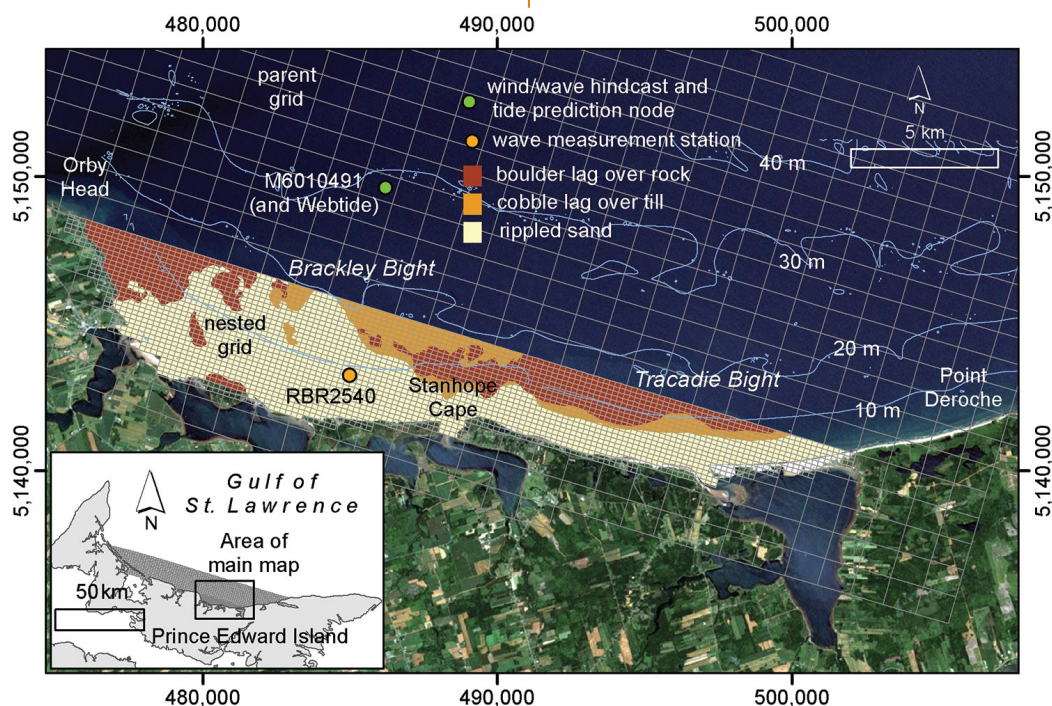 480,000
490,000
500,000
parent
grid
wind/wave hindcast and
tide prediction node
wave measurement station
boulder lag over rock
cobble lag over till
rippled sand
N
5 km
40 m
5,150,000
5,150,000
Orby
Head
M6010491
(and Webtide)
30 m
Brackley Bight
nested
grid
20 m
RBR2540
Stanhope
Cape
Tracadie Bight
Point
Deroche
10 m
5,140,000
5,140,000
N
Gulf of
St. Lawrence
Area of
main map
50 km
Prince Edward Island
480,000
490,000
500,000